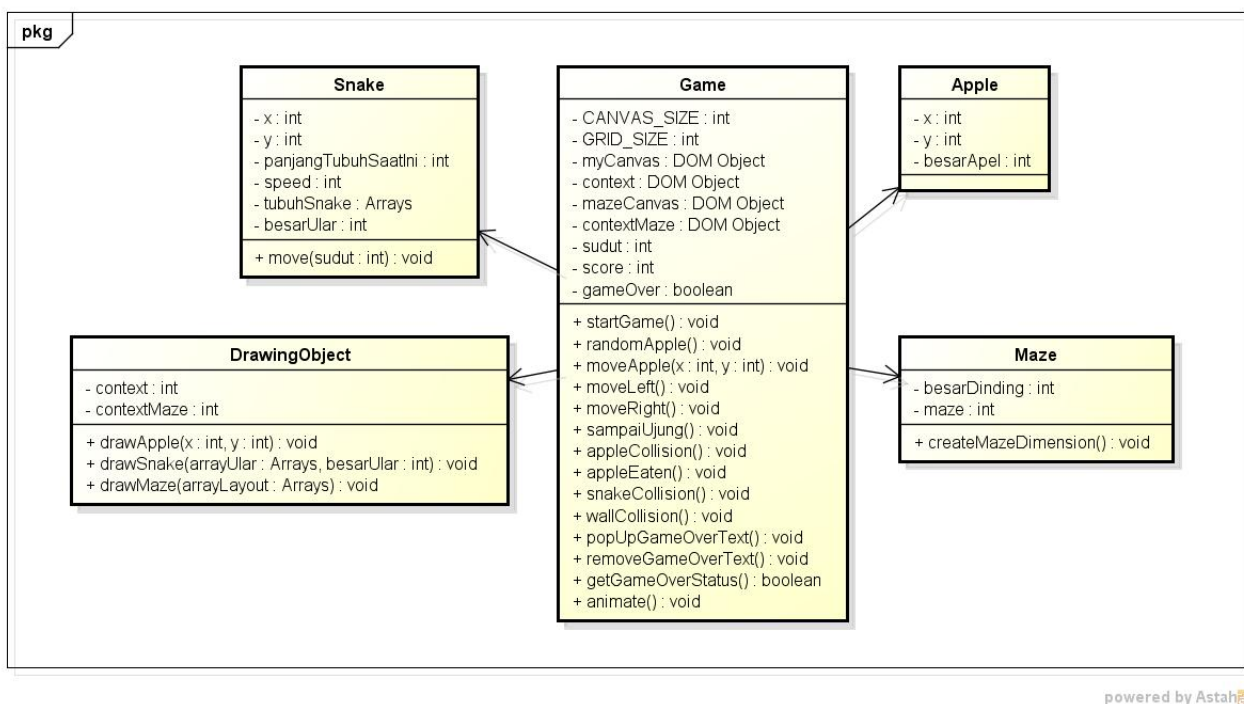 pkg
Snake
- x : int
- y : int
- panjangTubuhSaatIni : int
- speed : int
- tubuhSnake : Arrays
- besarUlar : int
+ move(sudut : int) : void
Game
- CANVAS_SIZE : int
- GRID_SIZE : int
- myCanvas : DOM Object
- context : DOM Object
- mazeCanvas : DOM Object
- contextMaze : DOM Object
- sudut : int
- score : int
- gameOver : boolean
+ startGame() : void
+ randomApple() : void
+ moveApple(x : int, y : int) : void
+ moveLeft() : void
+ moveRight() : void
+ sampaiUjung() : void
+ appleCollision() : void
+ appleEaten() : void
+ snakeCollision() : void
+ wallCollision() : void
+ popUpGameOverText() : void
+ removeGameOverText() : void
+ getGameOverStatus() : boolean
+ animate() : void
Apple
- x : int
- y : int
- besarApel : int
DrawingObject
- context : int
- contextMaze : int
+ drawApple(x : int, y : int) : void
+ drawSnake(arrayUlar : Arrays, besarUlar : int) : void
+ drawMaze(arrayLayout : Arrays) : void
Maze
- besarDinding : int
- maze : int
+ createMazeDimension() : void
powered by Astah